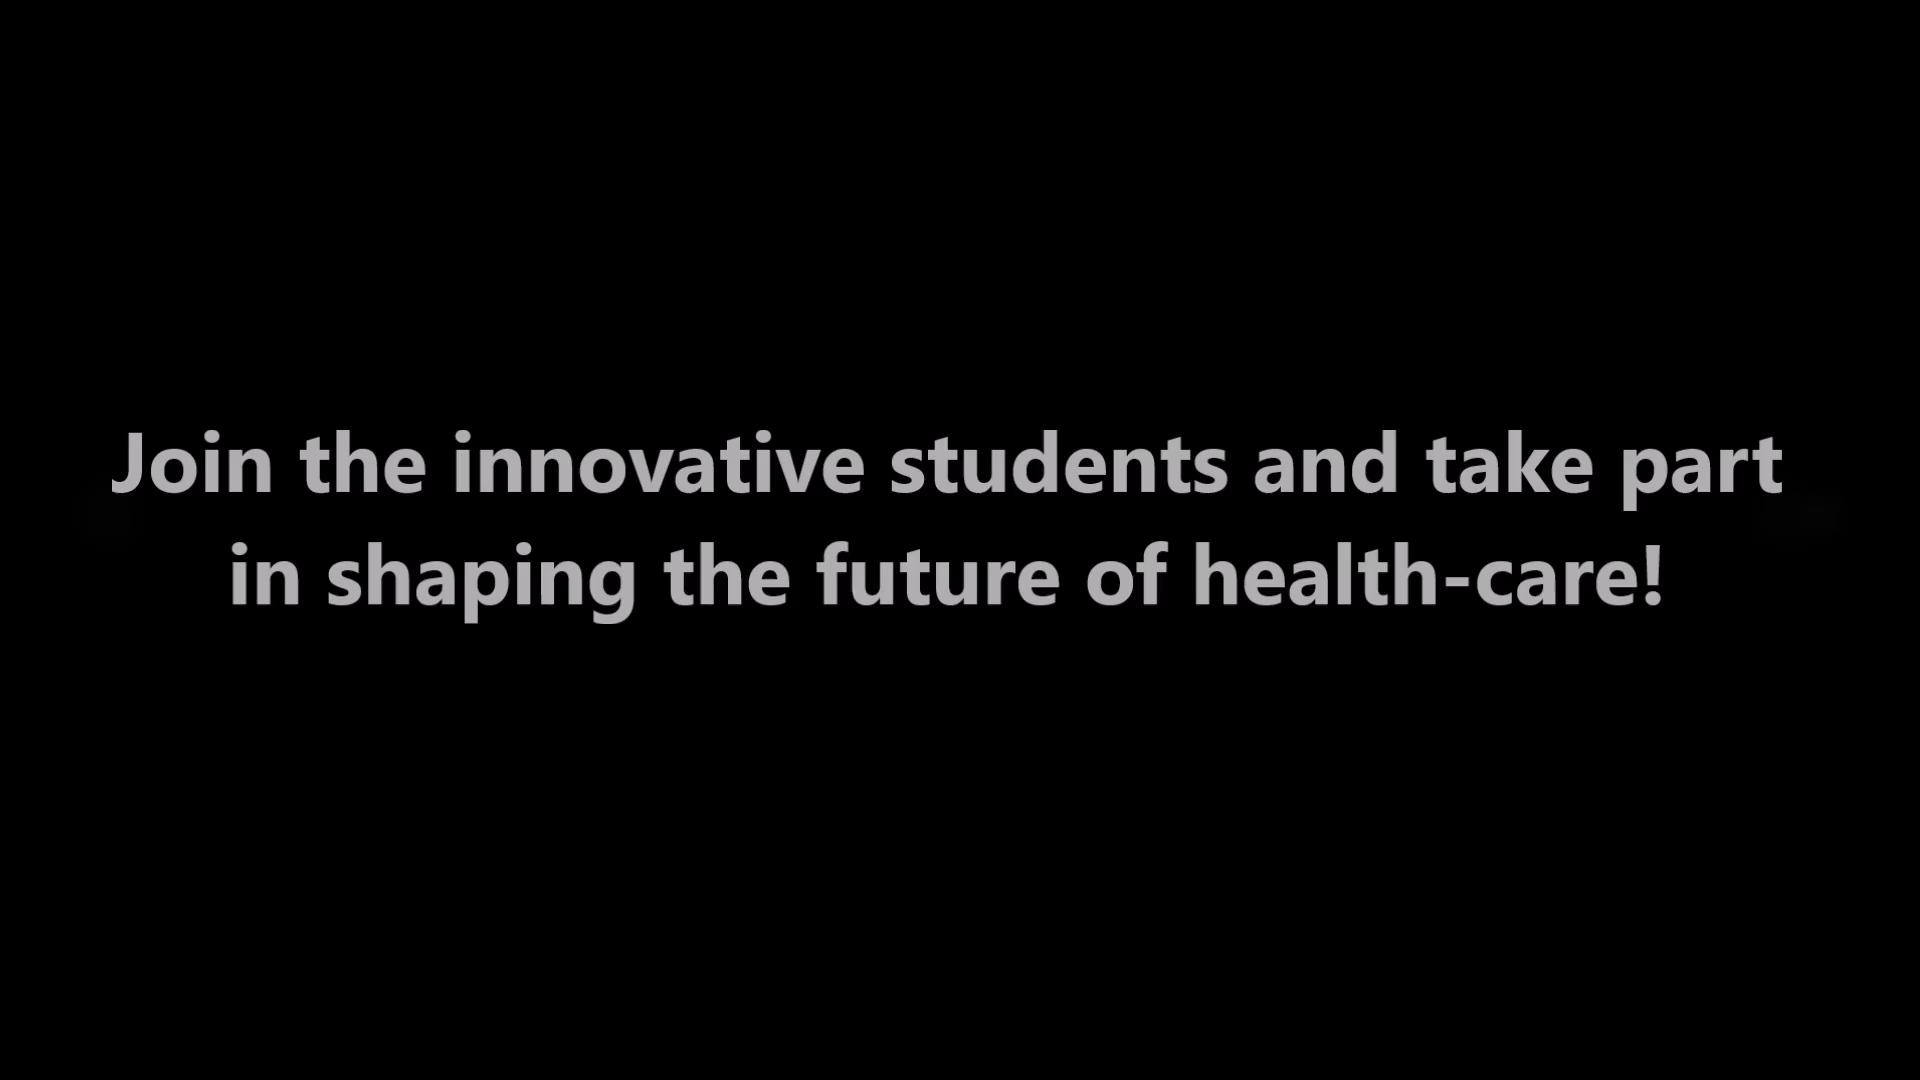 Join the innovative students and take part
in shaping the future of health-care!